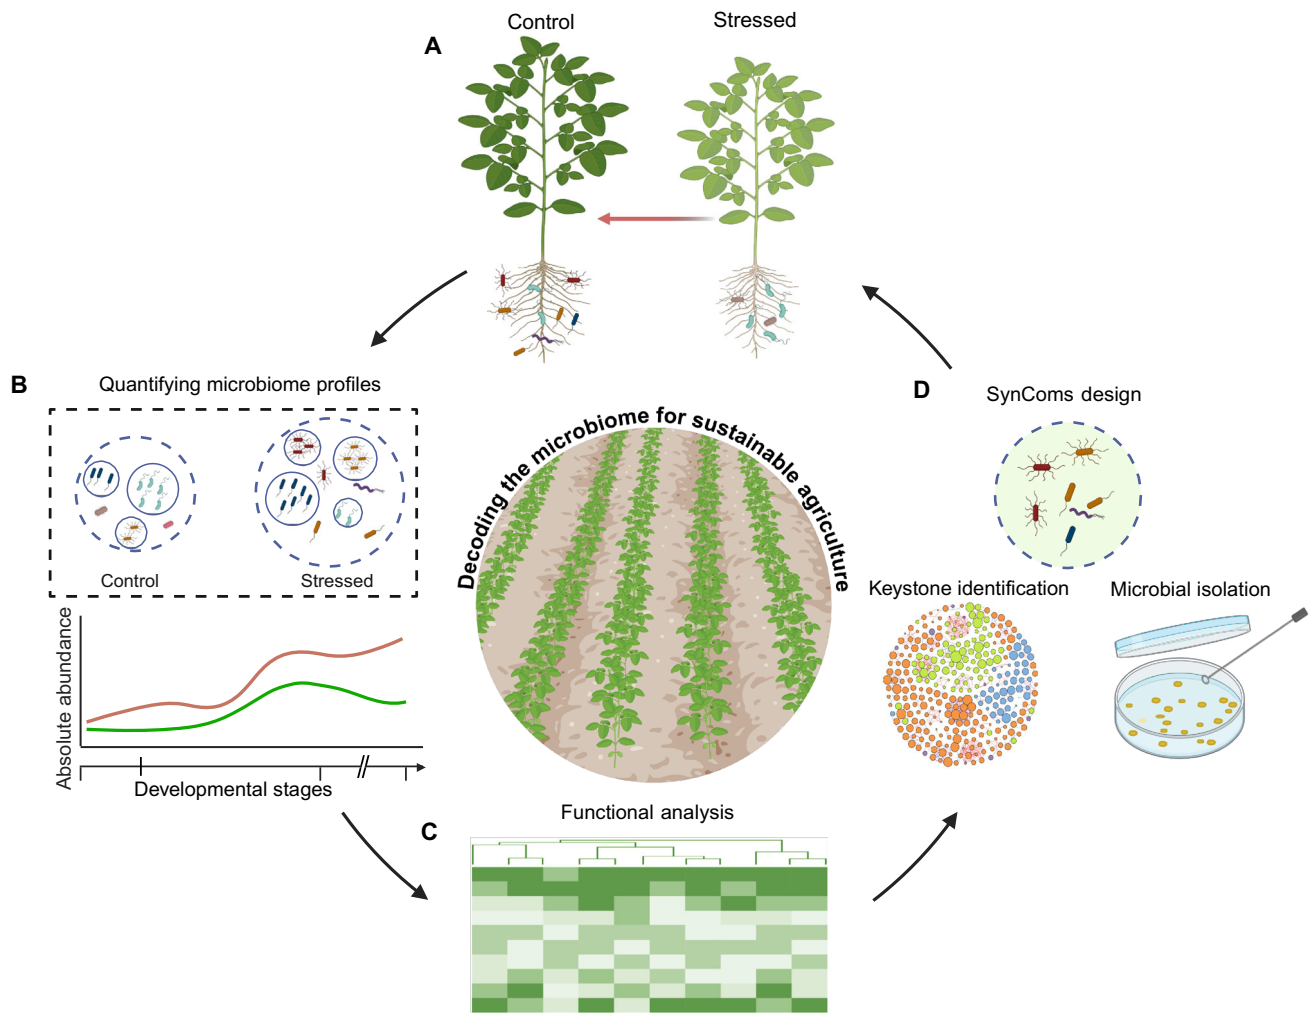 A
Control
Stressed
B
Quantifying microbiome profiles
Control
Stressed
Absolute abundance
Developmental stages
Decoding the microbiome for sustainable agriculture
D
SynComs design
Keystone identification
Microbial isolation
C
Functional analysis